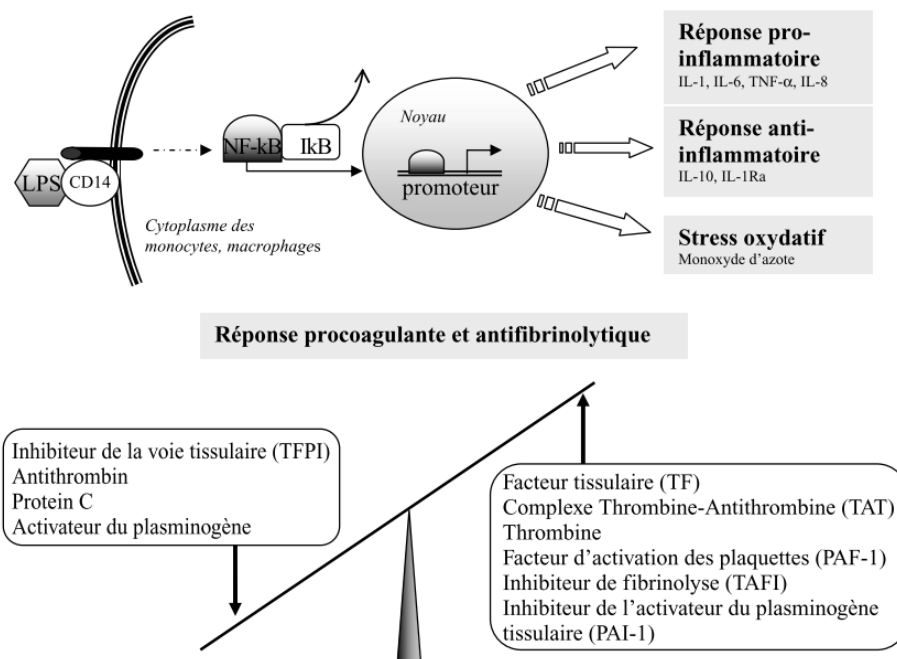 Réponse pro-
inflammatoire
IL-1, IL-6, TNF-α, IL-8
Réponse anti-
inflammatoire
IL-10, IL-1Ra
Stress oxydatif
Monoxyde d'azote
Noyau
promoteur
NF-kB
IkB
LPS
CD14
Cytoplasme des
monocytes, macrophages
Réponse procoagulante et antifibrinolytique
Inhibiteur de la voie tissulaire (TFPI)
Antithrombin
Protein C
Activateur du plasminogène
Facteur tissulaire (TF)
Complexe Thrombine-Antithrombine (TAT)
Thrombine
Facteur d'activation des plaquettes (PAF-1)
Inhibiteur de fibrinolyse (TAFI)
Inhibiteur de l'activateur du plasminogène
tissulaire (PAI-1)